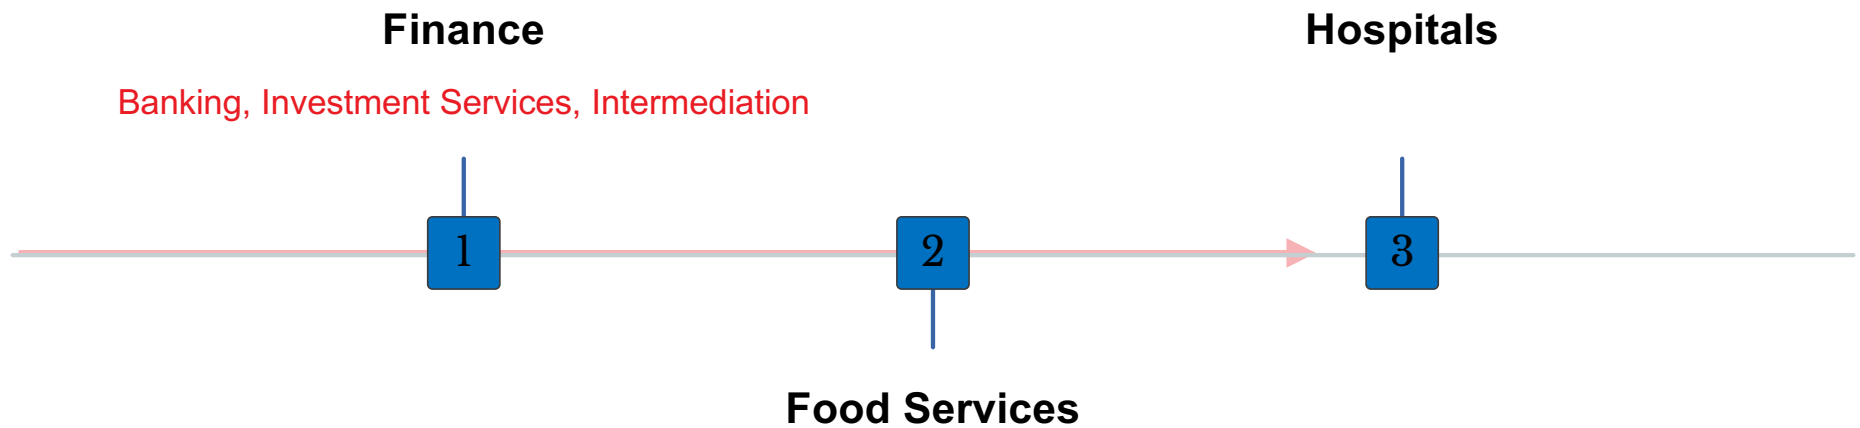 Finance
Hospitals
Banking, Investment Services, Intermediation
1
2
3
Food Services